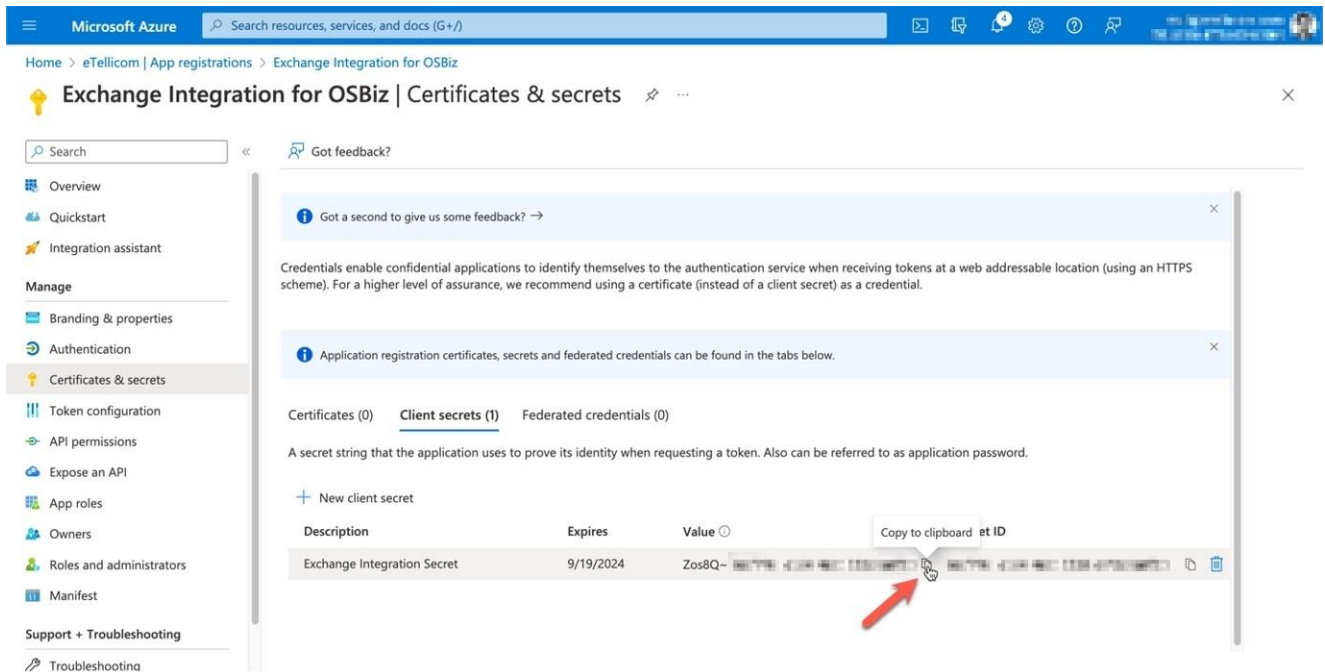 Microsoft Azure
Search resources, services, and docs (G+/)
4
Home > eTellicom | App registrations > Exchange Integration for OSBiz
Exchange Integration for OSBiz | Certificates & secrets
Search
Got feedback?
Overview
Quickstart
Integration assistant
Manage
Branding & properties
Authentication
Certificates & secrets
Token configuration
API permissions
Expose an API
App roles
Owners
Roles and administrators
Manifest
Support + Troubleshooting
Troubleshooting
Got a second to give us some feedback?
Credentials enable confidential applications to identify themselves to the authentication service when receiving tokens at a web addressable location (using an HTTPS
scheme). For a higher level of assurance, we recommend using a certificate (instead of a client secret) as a credential.
Application registration certificates, secrets and federated credentials can be found in the tabs below.
Certificates (0) Client secrets (1) Federated credentials (0)
A secret string that the application uses to prove its identity when requesting a token. Also can be referred to as application password.
New client secret
Copy to clipboard
Description Expires Value et ID
Exchange Integration Secret 9/19/2024 Zos8Q~